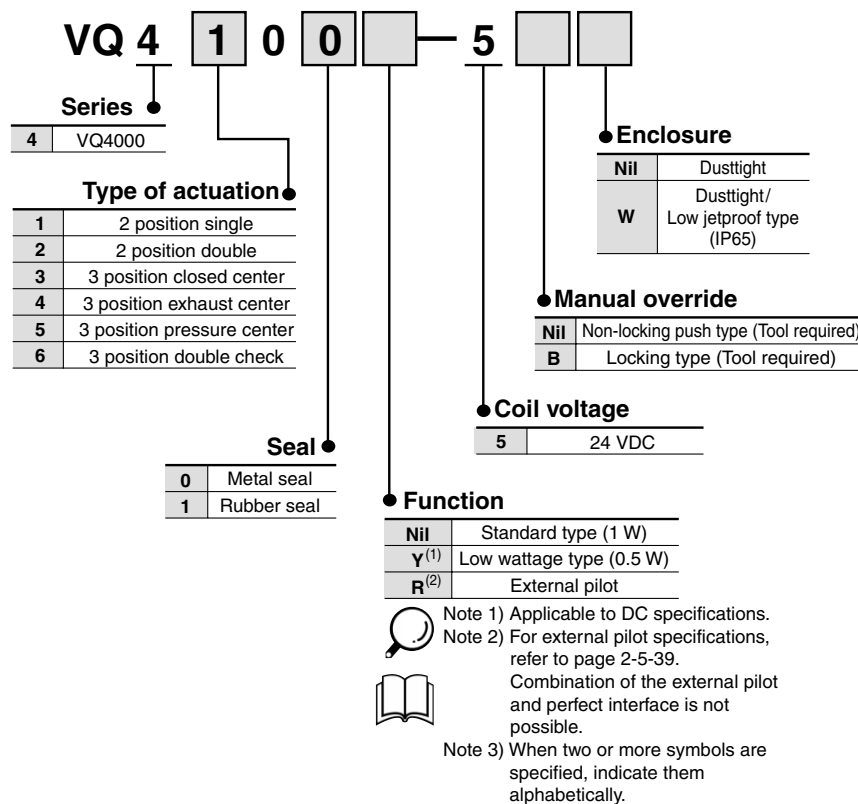 VQ 4 1 0 0 — 5
Series
4 VQ4000
Type of actuation
1 2 position single
2 2 position double
3 3 position closed center
4 3 position exhaust center
5 3 position pressure center
6 3 position double check
Seal
0 Metal seal
1 Rubber seal
Enclosure
Nil Dusttight
W Dusttight/
Low jetproof type
(IP65)
Manual override
Nil Non-locking push type (Tool required)
B Locking type (Tool required)
Coil voltage
5 24 VDC
Function
Nil Standard type (1 W)
Y(1) Low wattage type (0.5 W)
R(2) External pilot
Note 1) Applicable to DC specifications.
Note 2) For external pilot specifications,
refer to page 2-5-39.
Combination of the external pilot
and perfect interface is not
possible.
Note 3) When two or more symbols are
specified, indicate them
alphabetically.